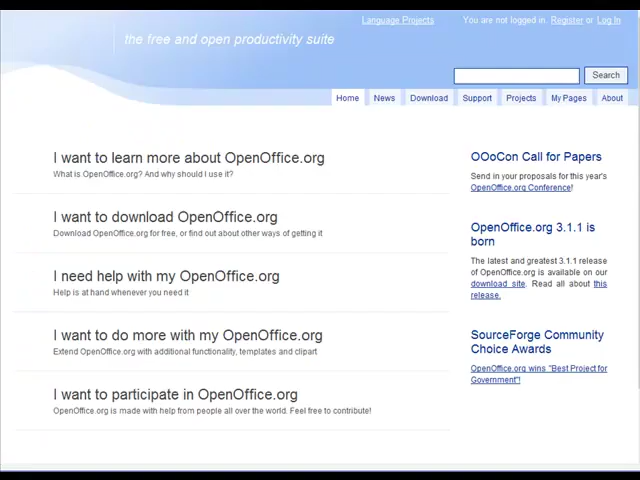 Language Projects You are not logged in. Register or Log In
the free and open productivity suite
Search
Home News Download Support Projects My Pages About
I want to learn more about OpenOffice.org
What is OpenOffice.org? And why should I use it?
I want to download OpenOffice.org
Download OpenOffice.org for free, or find out about other ways of getting it
I need help with my OpenOffice.org
Help is at hand whenever you need it
I want to do more with my OpenOffice.org
Extend OpenOffice.org with additional functionality, templates and clipart
I want to participate in OpenOffice.org
OpenOffice.org is made with help from people all over the world. Feel free to contribute!
OOoCon Call for Papers
Send in your proposals for this year's
OpenOffice.org Conference!
OpenOffice.org 3.1.1 is
born
The latest and greatest 3.1.1 release
of OpenOffice.org is available on our
download site. Read all about this
release.
SourceForge Community
Choice Awards
OpenOffice.org wins "Best Project for
Government"!